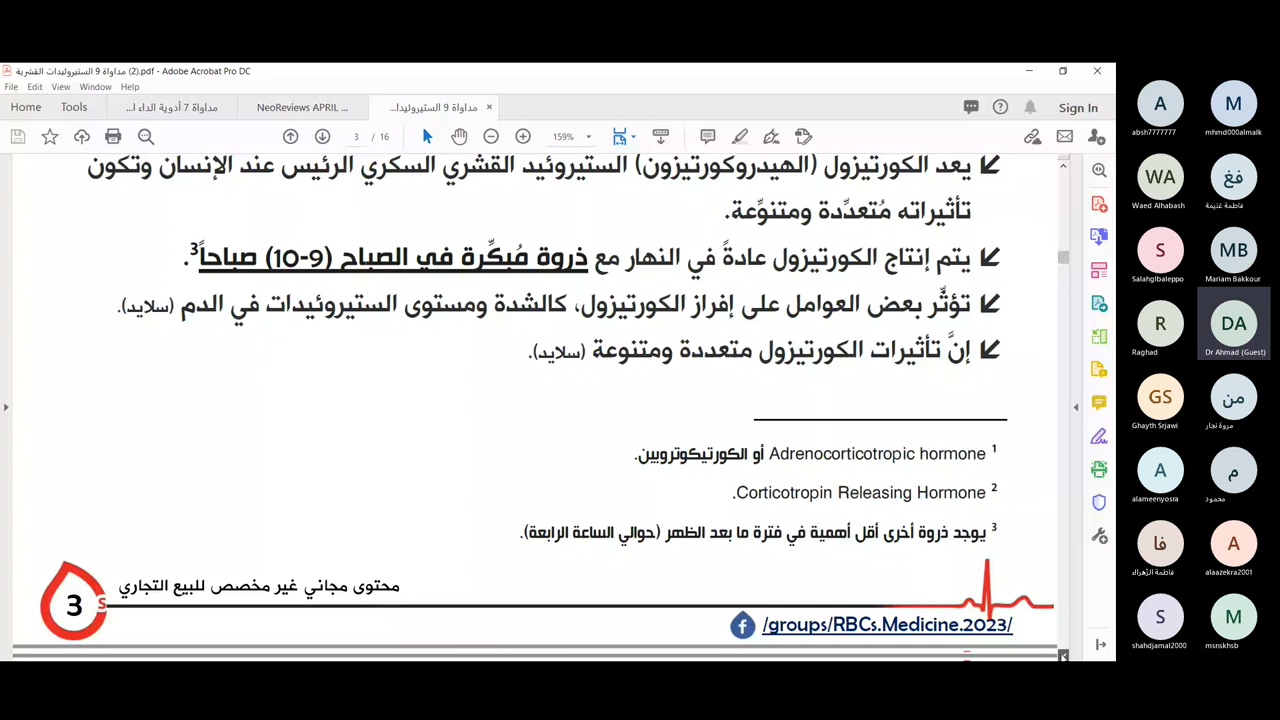 مداواة 9 الستيروئيدات القشرية (2).pdf - Adobe Acrobat Pro DC
File Edit View Window Help
Home Tools مداواة 7 أدوية الداء ا... NeoReviews APRIL ... مداواة 9 الستيروئيدا... × Sign In
3 / 16 159%
يعد الكورتيزول (الهيدروكورتيزون) الستيروئيد القشري السكري الرئيس عند الإنسان وتكون
تأثيراته مُتعدِّدة ومتنوِّعة.
يتم إنتاج الكورتيزول عادةً في النهار مع ذروة مُبكِّرة في الصباح (9-10) صباحاً3.
تؤثِّر بعض العوامل على إفراز الكورتيزول، كالشدة ومستوى الستيروئيدات في الدم (سلايد).
إنَّ تأثيرات الكورتيزول متعددة ومتنوعة (سلايد).
1 Adrenocorticotropic hormone أو الكورتيكوتروبين.
2 Corticotropin Releasing Hormone.
3 يوجد ذروة أخرى أقل أهمية في فترة ما بعد الظهر (حوالي الساعة الرابعة).
محتوى مجاني غير مخصص للبيع التجاري
3 S
/groups/RBCs.Medicine.2023/
A M
absh7777777 mhmd000almalk
WA فغ
Waed Alhabash فاطمة غنيمة
S MB
Salahglbaleppo Mariam Bakkour
R DA
Raghad Dr Ahmad (Guest)
GS من
Ghayth Srjawi مروة نجار
A م
alameenyosra محمود
فا A
فاطمة الزهراء alaazekra2001
S M
shahdjamal2000 msnskhsb